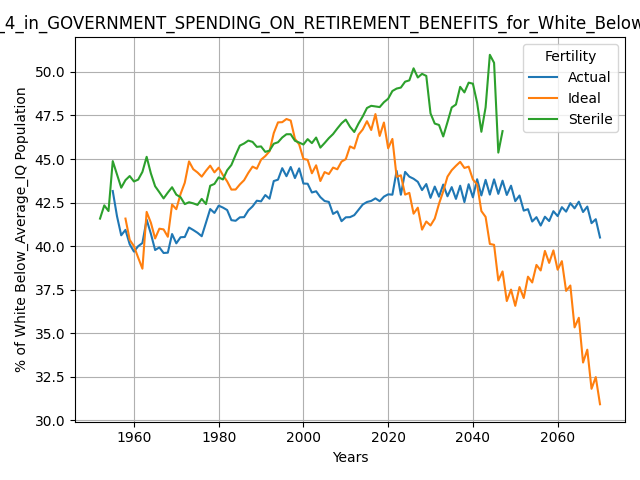 _4_in_GOVERNMENT_SPENDING_ON_RETIREMENT_BENEFITS_for_White_Below
Fertility
Actual
Ideal
Sterile
% of White Below_Average_IQ Population
50.0
47.5
45.0
42.5
40.0
37.5
35.0
32.5
30.0
1960
1980
2000
2020
2040
2060
Years